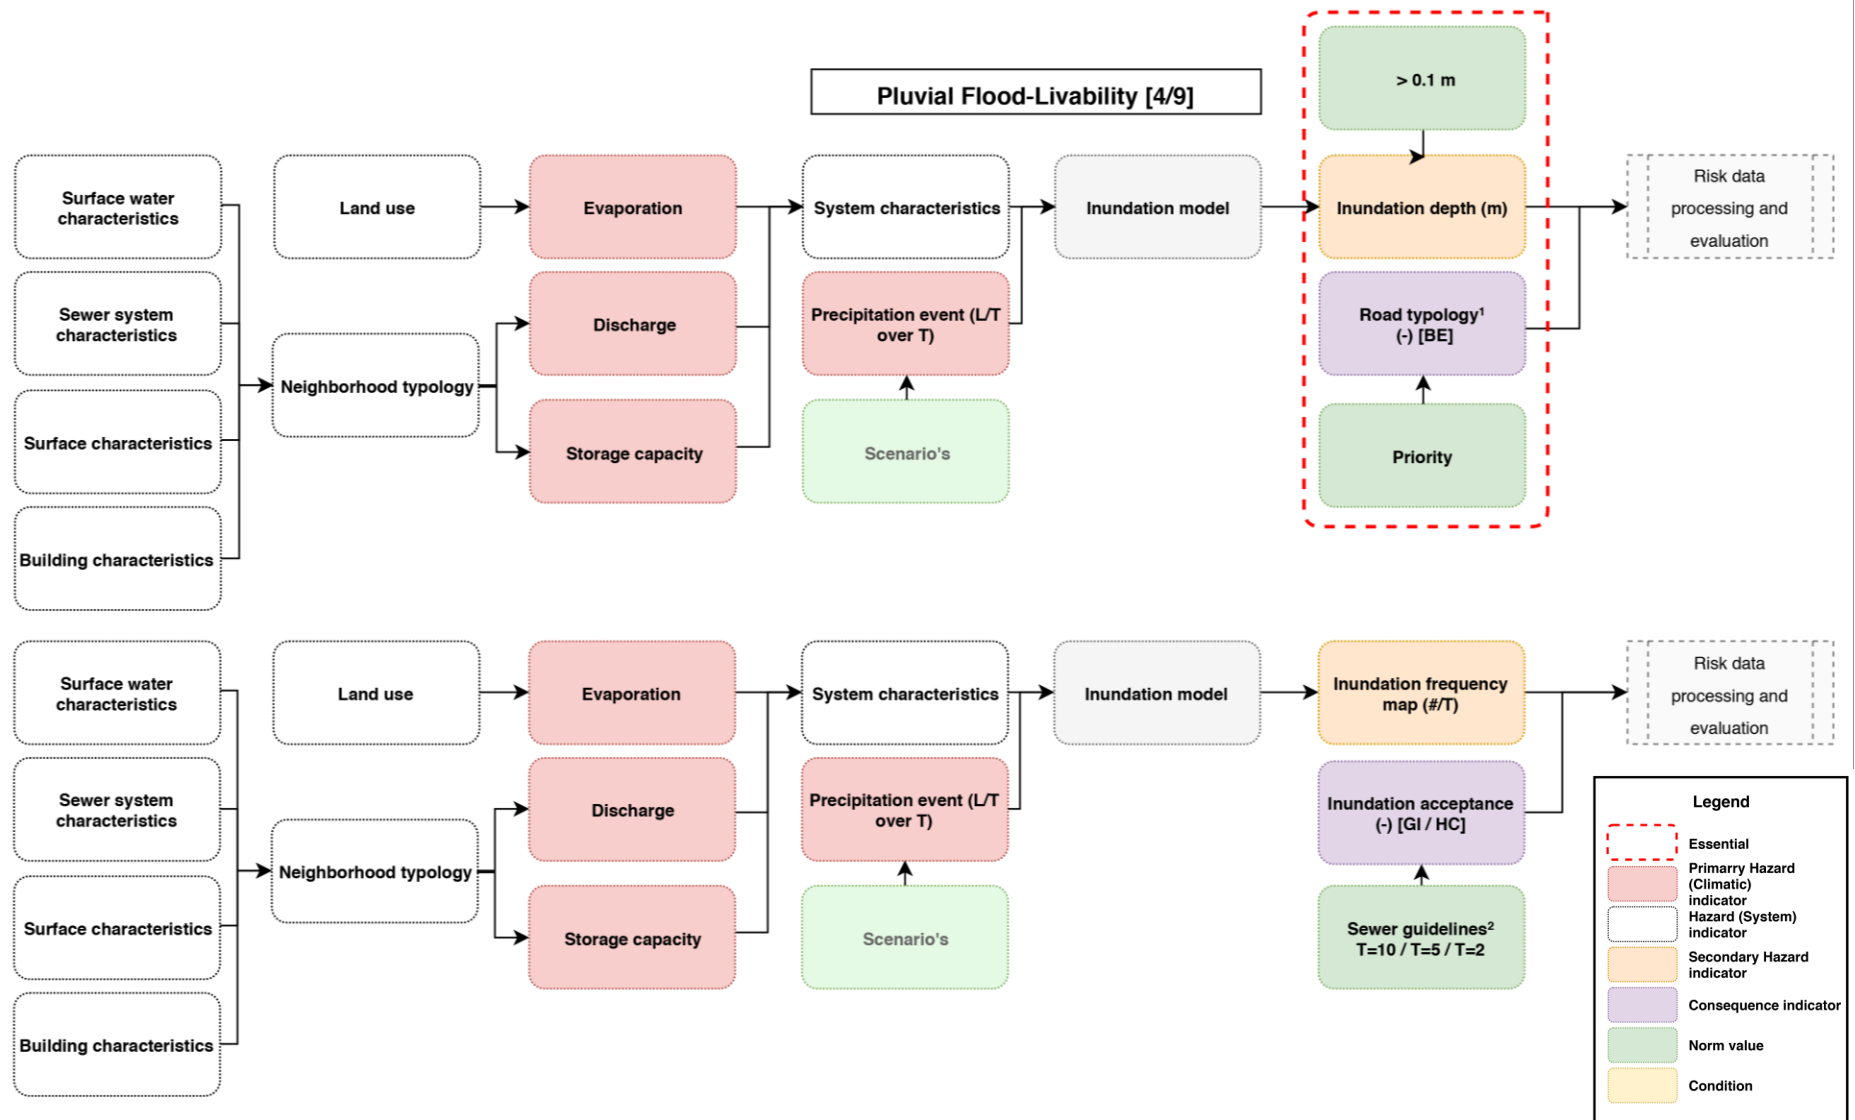 > 0.1 m
Pluvial Flood-Livability [4/9]
Surface water
characteristics
Land use
Evaporation
System characteristics
Inundation model
Inundation depth (m)
Risk data
processing and
evaluation
Sewer system
characteristics
Discharge
Precipitation event (L/T
over T)
Road typology¹
(-) [BE]
Neighborhood typology
Surface characteristics
Storage capacity
Scenario's
Priority
Building characteristics
Surface water
characteristics
Land use
Evaporation
System characteristics
Inundation model
Inundation frequency
map (#/T)
Risk data
processing and
evaluation
Sewer system
characteristics
Discharge
Precipitation event (L/T
over T)
Inundation acceptance
(-) [GI / HC]
Neighborhood typology
Surface characteristics
Storage capacity
Scenario's
Sewer guidelines²
T=10 / T=5 / T=2
Building characteristics
Legend
Essential
Primarry Hazard
(Climatic)
indicator
Hazard (System)
indicator
Secondary Hazard
indicator
Consequence indicator
Norm value
Condition